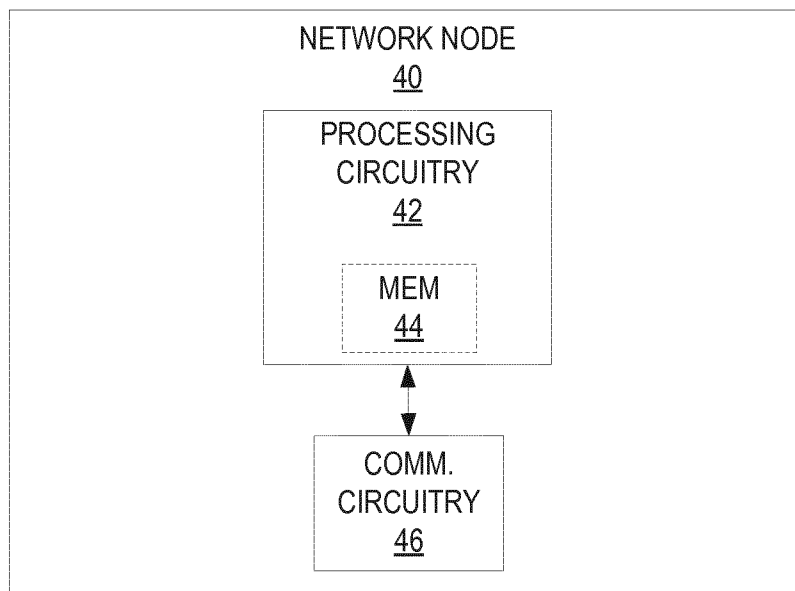 NETWORK NODE
40
PROCESSING
CIRCUITRY
42
MEM
44
COMM.
CIRCUITRY
46